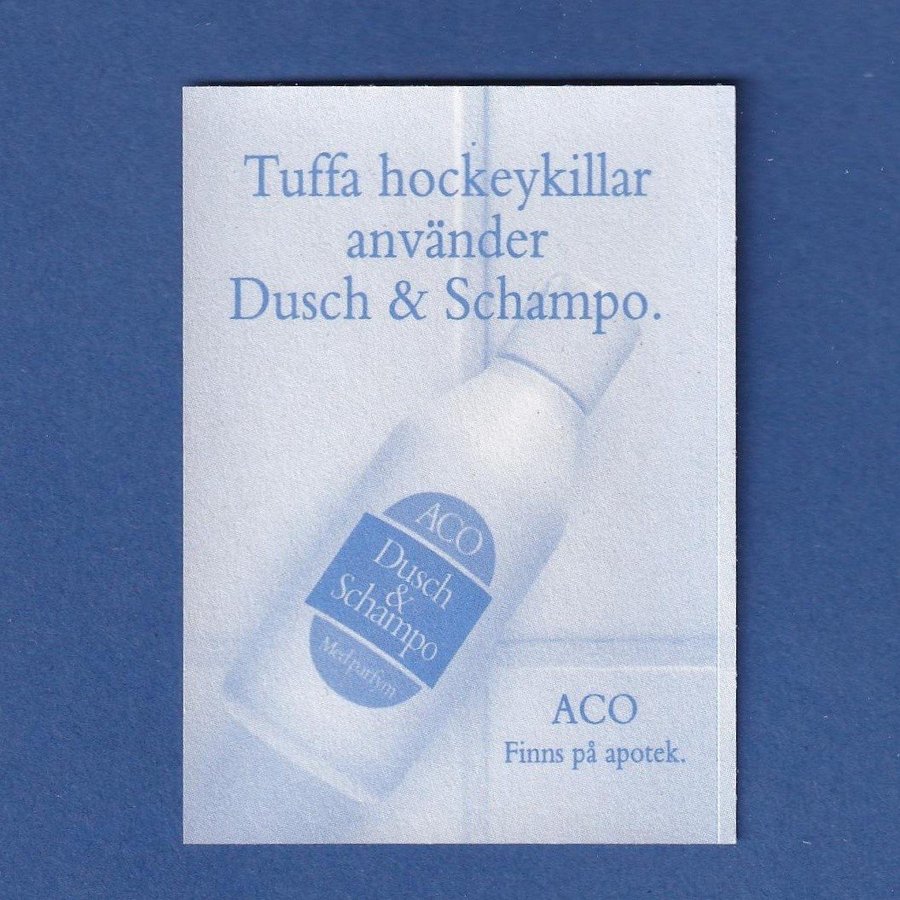 Tuffa hockeykillar
använder
Dusch & Schampo.
ACO
Dusch
&
Schampo
Med parfym
ACO
Finns på apotek.